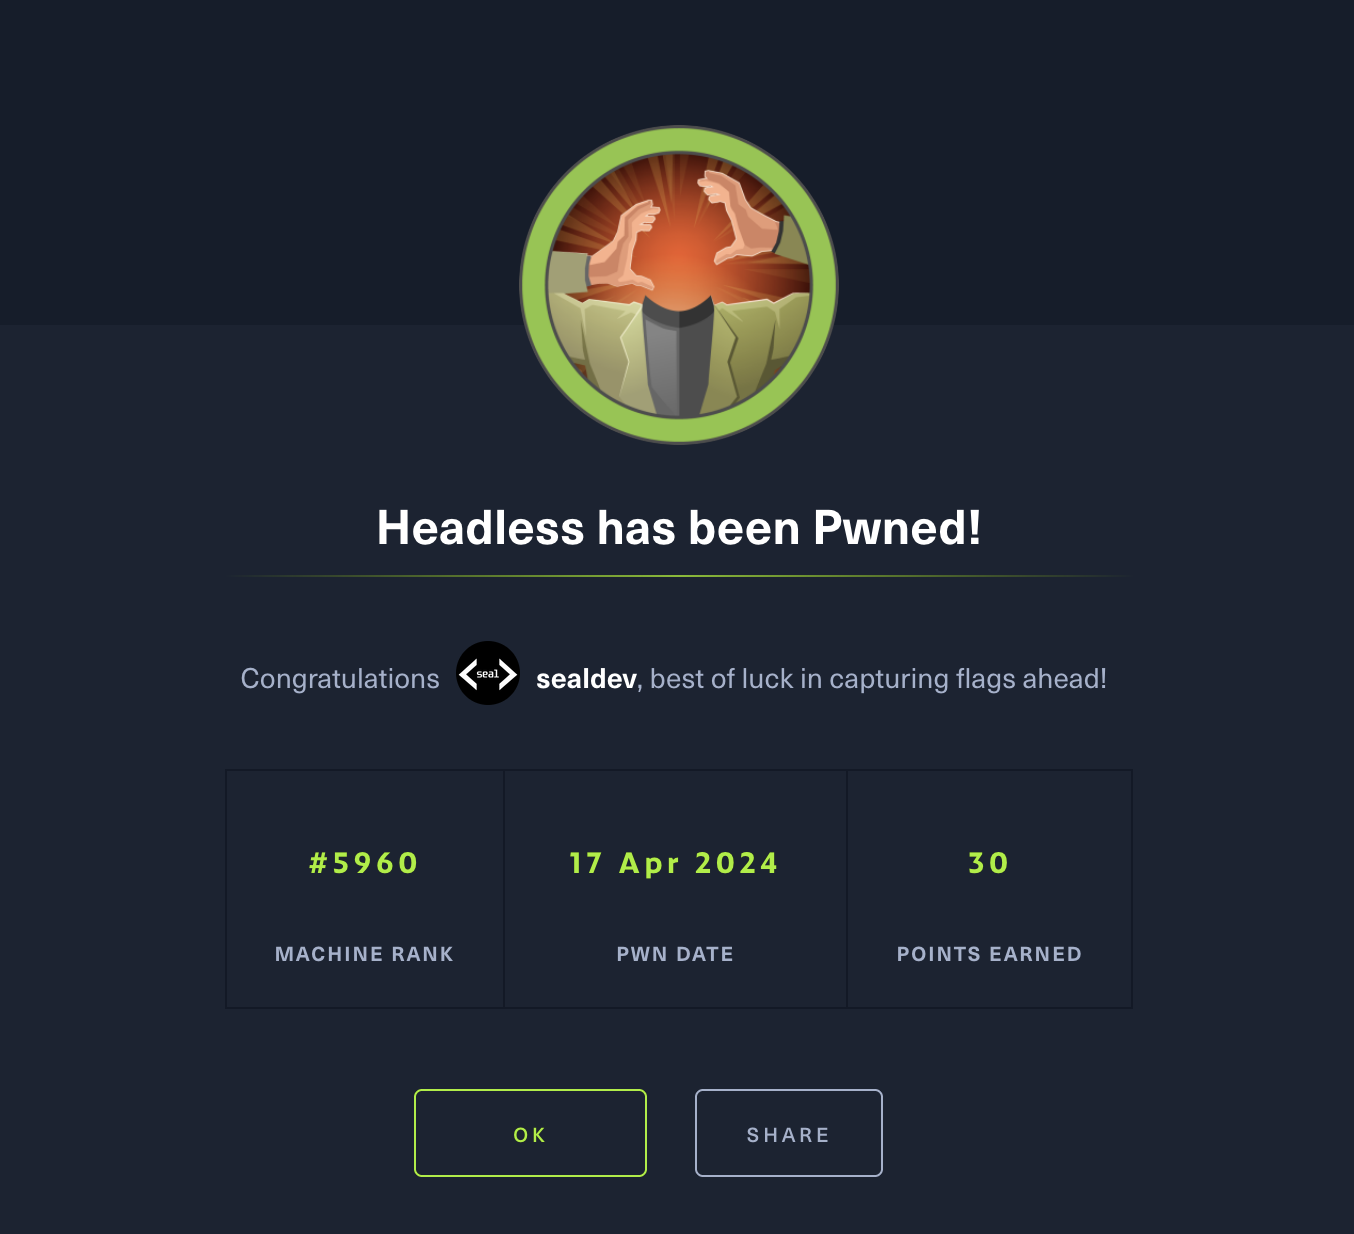 Headless has been Pwned!
Congratulations <seal> sealdev, best of luck in capturing flags ahead!
#5960 17 Apr 2024 30
MACHINE RANK PWN DATE POINTS EARNED
OK SHARE